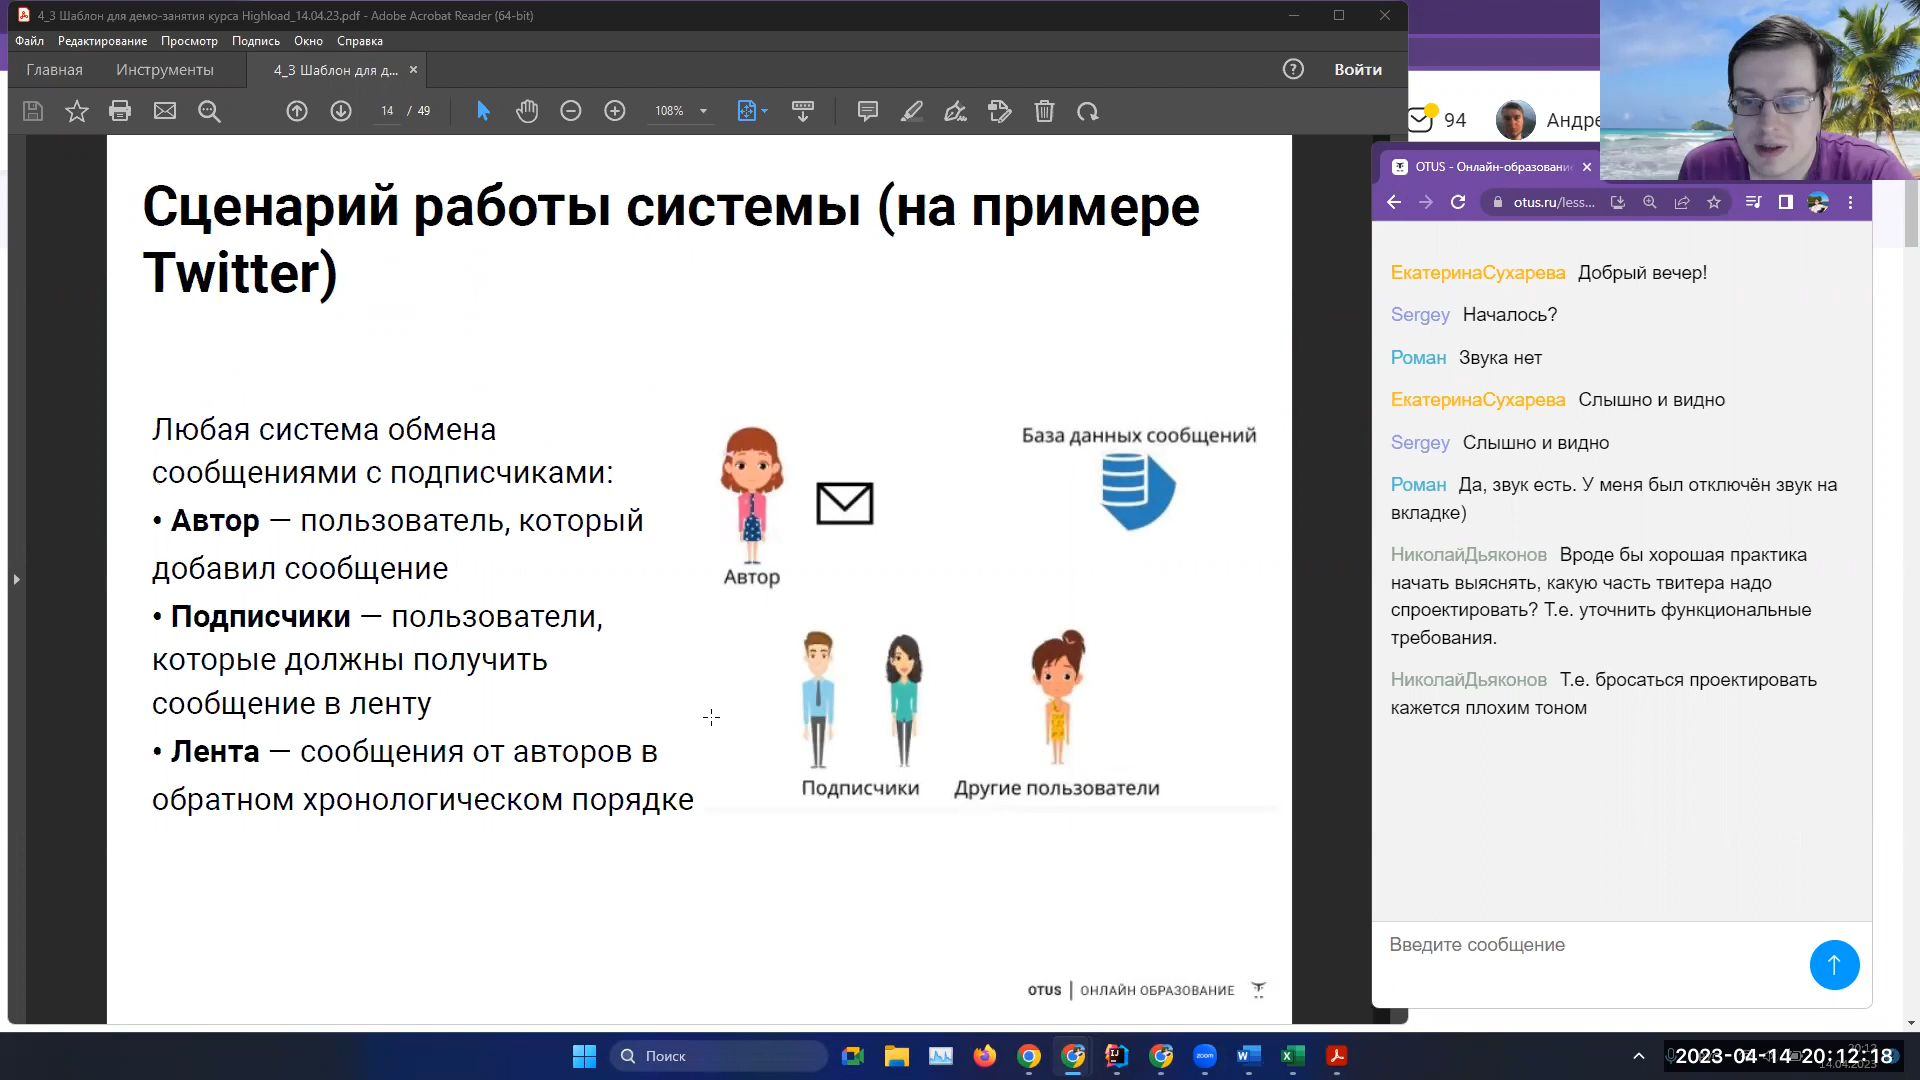 4_3 Шаблон для демо-занятия курса Highload_14.04.23.pdf - Adobe Acrobat Reader (64-bit)
Файл Редактирование Просмотр Подпись Окно Справка
Главная Инструменты 4_3 Шаблон для д... × Войти
14 / 49 108%
Сценарий работы системы (на примере
Twitter)
Любая система обмена
сообщениями с подписчиками:
• Автор — пользователь, который
добавил сообщение
• Подписчики — пользователи,
которые должны получить
сообщение в ленту
• Лента — сообщения от авторов в
обратном хронологическом порядке
База данных сообщений
Автор
Подписчики
Другие пользователи
OTUS | ОНЛАЙН ОБРАЗОВАНИЕ
94 Андре
OTUS - Онлайн-образовани
otus.ru/less...
ЕкатеринаСухарева Добрый вечер!
Sergey Началось?
Роман Звука нет
ЕкатеринаСухарева Слышно и видно
Sergey Слышно и видно
Роман Да, звук есть. У меня был отключён звук на
вкладке)
НиколайДьяконов Вроде бы хорошая практика
начать выяснять, какую часть твитера надо
спроектировать? Т.е. уточнить функциональные
требования.
НиколайДьяконов Т.е. бросаться проектировать
кажется плохим тоном
Введите сообщение
Поиск
zoom
2023-04-14 20:12:18